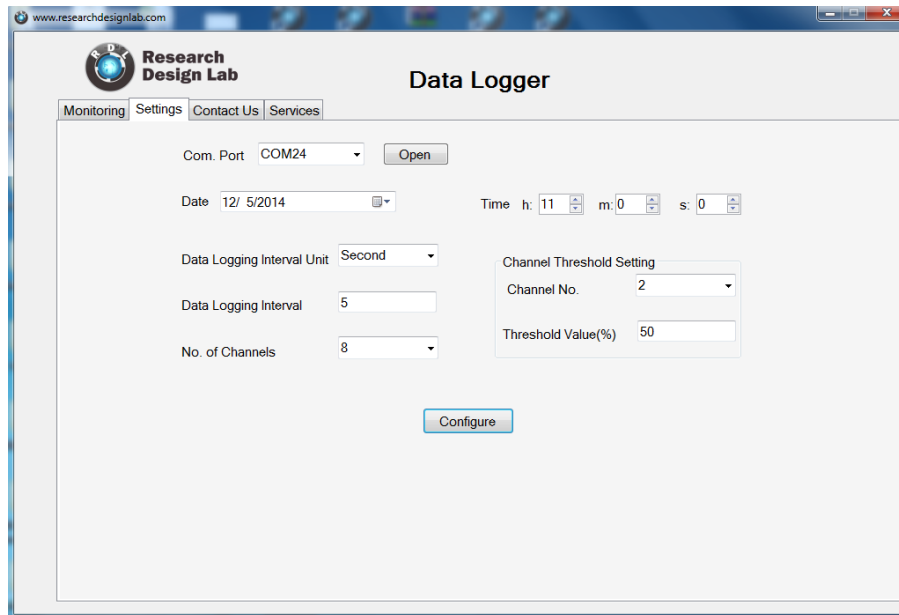 www.researchdesignlab.com
RDL
Research
Design Lab
Data Logger
Monitoring Settings Contact Us Services
Com. Port COM24 Open
Date 12/ 5/2014 Time h: 11 m: 0 s: 0
Data Logging Interval Unit Second
Channel Threshold Setting
Channel No. 2
Data Logging Interval 5
Threshold Value(%) 50
No. of Channels 8
Configure